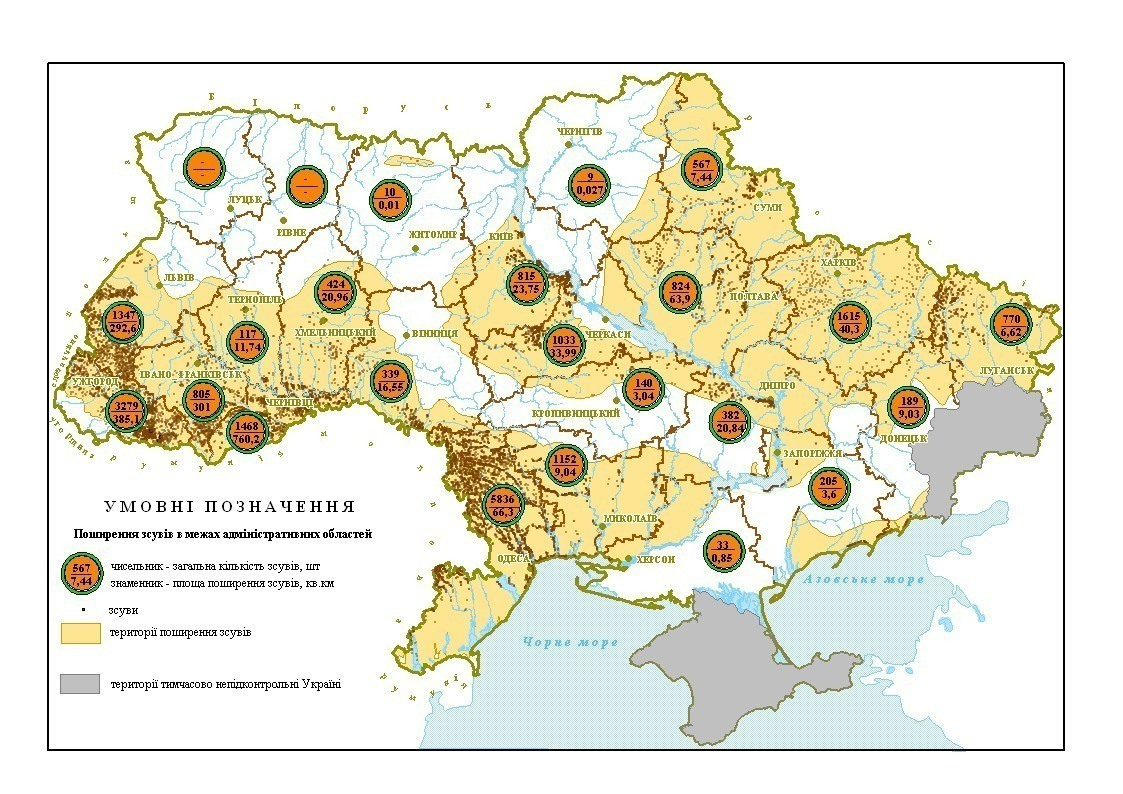 Б і л о р у с ь
ЧЕРНІГІВ
567
7,44
9
0,027
-
-
-
-
10
0,01
ЛУЦЬК
СУМИ
РІВНЕ
ЖИТОМИР
КИЇВ
ХАРКІВ
ЛЬВІВ
815
23,75
424
20,96
824
63,9
ТЕРНОПІЛЬ
ПОЛТАВА
1347
292,6
1615
40,3
770
6,62
ХМЕЛЬНИЦЬКИЙ
ВІННИЦЯ
ЧЕРКАСИ
117
11,74
1033
33,99
ІВАНО-ФРАНКІВСЬК
ЛУГАНСЬК
УЖГОРОД
339
16,55
140
3,04
ДНІПРО
805
301
ЧЕРНІВЦІ
3279
385,1
КРОПИВНИЦЬКИЙ
189
9,03
382
20,84
1468
760,2
ДОНЕЦЬК
ЗАПОРІЖЖЯ
р у м у н і я
1152
9,04
205
3,6
5836
66,3
МИКОЛАЇВ
ОДЕСА
ХЕРСОН
33
0,85
Азовське море
Чорне море
р у м у н і я
УМОВНІ ПОЗНАЧЕННЯ
Поширення зсувів в межах адміністративних областей
567
7,44
чисельник - загальна кількість зсувів, шт
знаменник - площа поширення зсувів, кв.км
зсуви
території поширення зсувів
території тимчасово непідконтрольні Україні